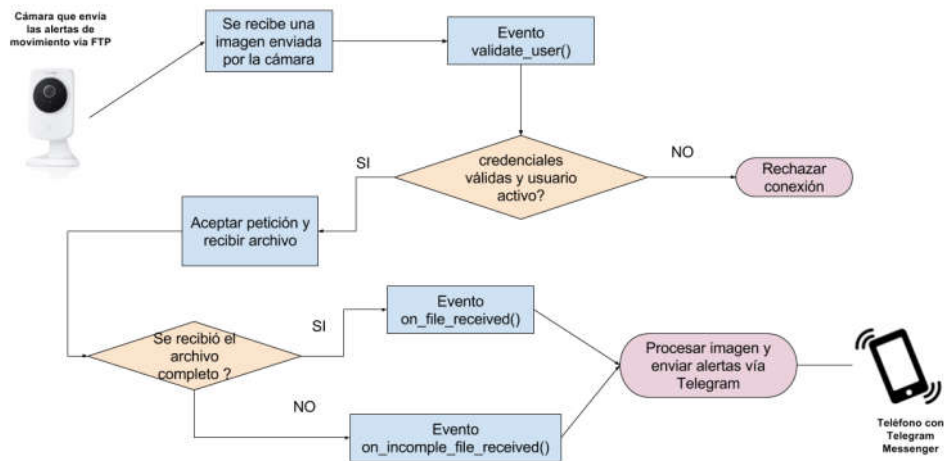 Cámara que envía
las alertas de
movimiento vía FTP
Se recibe una
imagen enviada
por la cámara
Evento
validate_user()
credenciales
válidas y usuario
activo?
SI
NO
Rechazar
conexión
Aceptar petición y
recibir archivo
Se recibió el
archivo
completo ?
SI
Evento
on_file_received()
NO
Evento
on_incomple_file_received()
Procesar imagen y
enviar alertas vía
Telegram
Teléfono con
Telegram
Messenger